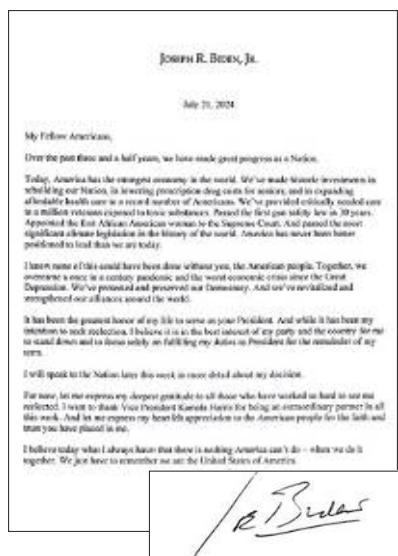 JOSEPH R. BIDEN, JR.
July 21, 2024
My Fellow Americans,
Over the past three and a half years, we have made great progress as a Nation.
Today, America has the strongest economy in the world. We've made historic investments in
rebuilding our Nation, in lowering prescription drug costs for seniors, and in expanding
affordable health care to a record number of Americans. We've provided critically needed care
to a million veterans exposed to toxic substances. Passed the first gun safety law in 30 years.
Appointed the first African American woman to the Supreme Court. And passed the most
significant climate legislation in the history of the world. America has never been better
positioned to lead than we are today.
I know none of this could have been done without you, the American people. Together, we
overcame a once in a century pandemic and the worst economic crisis since the Great
Depression. We've protected and preserved our Democracy. And we've revitalized and
strengthened our alliances around the world.
It has been the greatest honor of my life to serve as your President. And while it has been my
intention to seek reelection, I believe it is in the best interest of my party and the country for me
to stand down and to focus solely on fulfilling my duties as President for the remainder of my
term.
I will speak to the Nation later this week in more detail about my decision.
For now, let me express my deepest gratitude to all those who have worked so hard to see me
reelected. I want to thank Vice President Kamala Harris for being an extraordinary partner in all
this work. And let me express my heartfelt appreciation to the American people for the faith and
trust you have placed in me.
I believe today what I always have: that there is nothing America can't do – when we do it
together. We just have to remember we are the United States of America.
Biden